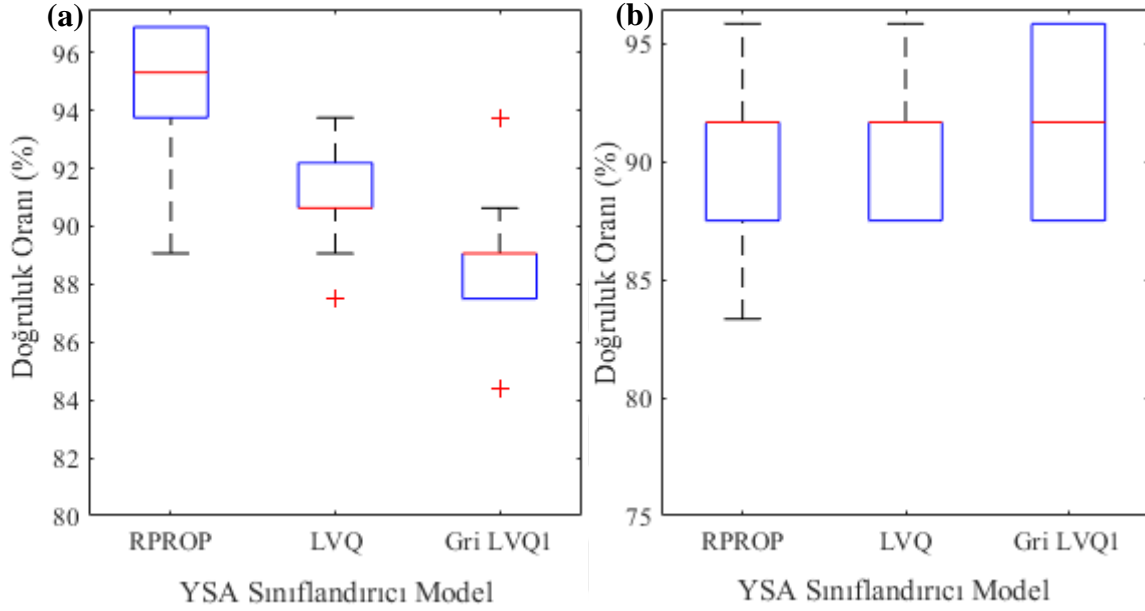 (a)
Doğruluk Oranı (%)
96
94
92
90
88
86
84
82
80
RPROP LVQ Gri LVQ1
YSA Sınıflandırıcı Model
(b)
Doğruluk Oranı (%)
95
90
85
80
75
RPROP LVQ Gri LVQ1
YSA Sınıflandırıcı Model